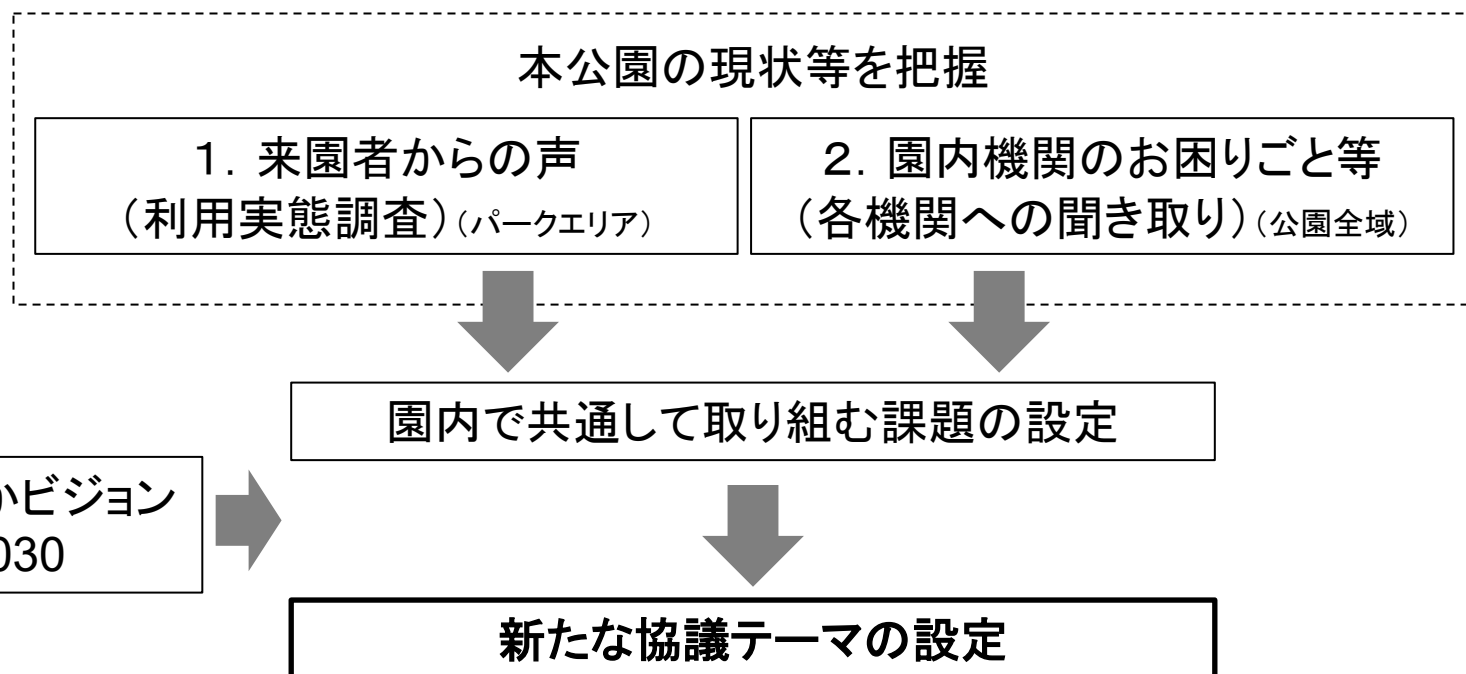 本公園の現状等を把握
１．来園者からの声
（利用実態調査）（パークエリア）
２．園内機関のお困りごと等
（各機関への聞き取り）（公園全域）
園内で共通して取り組む課題の設定
ビジョン
030
新たな協議テーマの設定